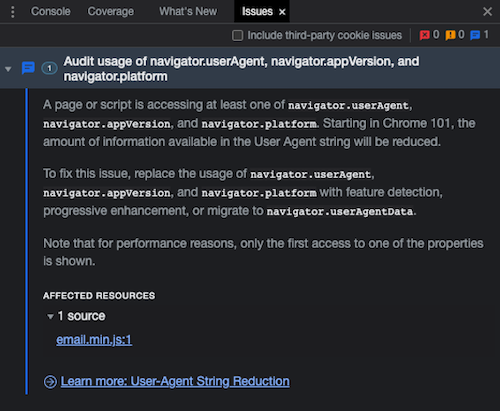 Console Coverage What's New Issues ×
Include third-party cookie issues 0 0 1
1 Audit usage of navigator.userAgent, navigator.appVersion, and
navigator.platform
A page or script is accessing at least one of navigator.userAgent,
navigator.appVersion, and navigator.platform. Starting in Chrome 101, the
amount of information available in the User Agent string will be reduced.
To fix this issue, replace the usage of navigator.userAgent,
navigator.appVersion, and navigator.platform with feature detection,
progressive enhancement, or migrate to navigator.userAgentData.
Note that for performance reasons, only the first access to one of the properties
is shown.
AFFECTED RESOURCES
1 source
email.min.js:1
Learn more: User-Agent String Reduction